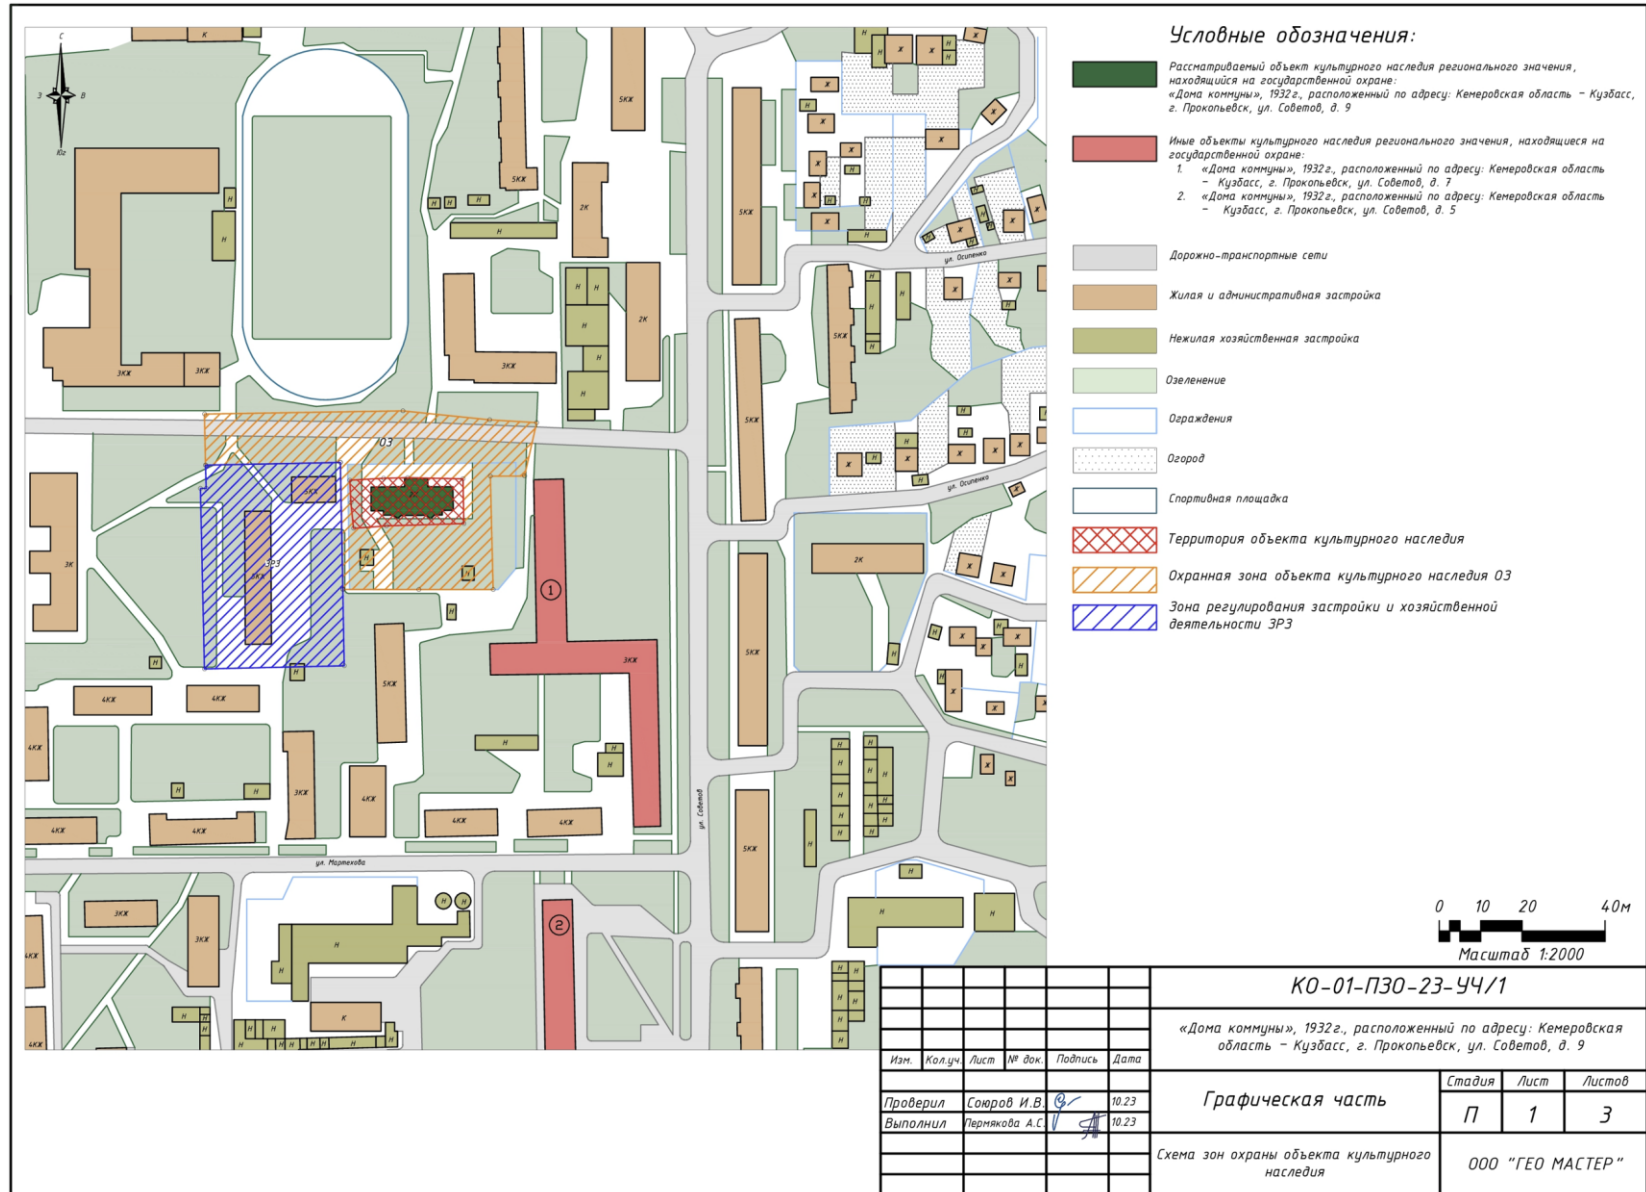 Условные обозначения:
Рассматриваемый объект культурного наследия регионального значения,
находящийся на государственной охране:
«Дома коммуны», 1932г., расположенный по адресу: Кемеровская область - Кузбасс,
г. Прокопьевск, ул. Советов, д. 9
Иные объекты культурного наследия регионального значения, находящиеся на
государственной охране:
1. «Дома коммуны», 1932г., расположенный по адресу: Кемеровская область
- Кузбасс, г. Прокопьевск, ул. Советов, д. 7
2. «Дома коммуны», 1932г., расположенный по адресу: Кемеровская область
- Кузбасс, г. Прокопьевск, ул. Советов, д. 5
Дорожно-транспортные сети
Жилая и административная застройка
Нежилая хозяйственная застройка
Озеленение
Ограждения
Огород
Спортивная площадка
Территория объекта культурного наследия
Охранная зона объекта культурного наследия ОЗ
Зона регулирования застройки и хозяйственной
деятельности ЗРЗ
С
З В
Юг
К
5КЖ
5КЖ
2К
5КЖ
2К
3КЖ 3КЖ
3КЖ
5КЖ
5КЖ
ул. Осипенко
ул. Осипенко
ОЗ
ЗРЗ
3К
2К
1
3КЖ
5КЖ
5КЖ
4КЖ 4КЖ
4КЖ
3КЖ
4КЖ
4КЖ 4КЖ
4КЖ 4КЖ
5КЖ
ул. Советов
ул. Мартехова
3КЖ
3КЖ
2
4КЖ
4КЖ
К
0 10 20 40м
Масштаб 1:2000
КО-01-ПЗО-23-УЧ/1
«Дома коммуны», 1932г., расположенный по адресу: Кемеровская
область - Кузбасс, г. Прокопьевск, ул. Советов, д. 9
Изм. Кол.уч. Лист № док. Подпись Дата
Проверил Союров И.В. 10.23
Выполнил Пермякова А.С. 10.23
Графическая часть
Стадия Лист Листов
П 1 3
Схема зон охраны объекта культурного
наследия
ООО "ГЕО МАСТЕР"